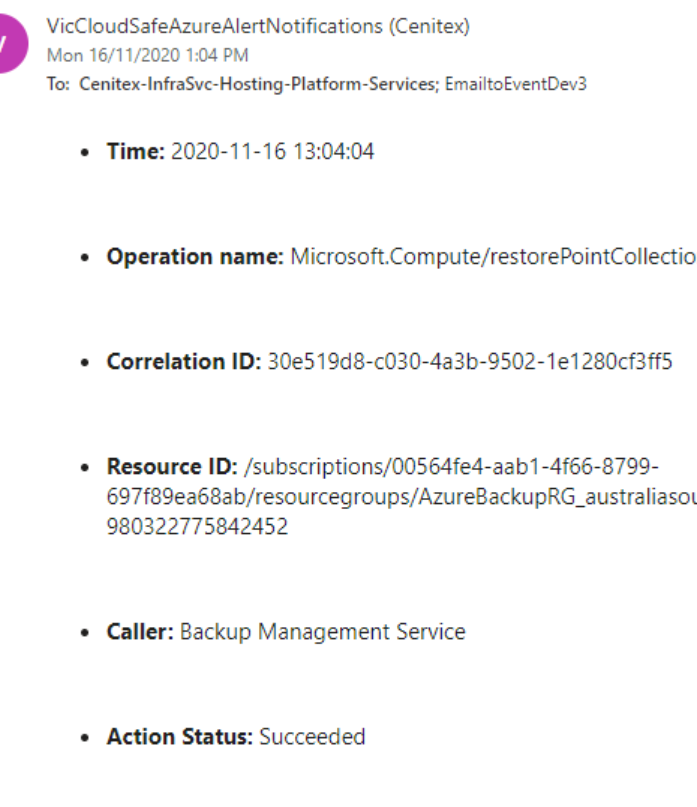 VicCloudSafeAzureAlertNotifications (Cenitex)
Mon 16/11/2020 1:04 PM
To: Cenitex-InfraSvc-Hosting-Platform-Services; EmailtoEventDev3
• Time: 2020-11-16 13:04:04
• Operation name: Microsoft.Compute/restorePointCollectio
• Correlation ID: 30e519d8-c030-4a3b-9502-1e1280cf3ff5
• Resource ID: /subscriptions/00564fe4-aab1-4f66-8799-
697f89ea68ab/resourcegroups/AzureBackupRG_australiasou
980322775842452
• Caller: Backup Management Service
• Action Status: Succeeded